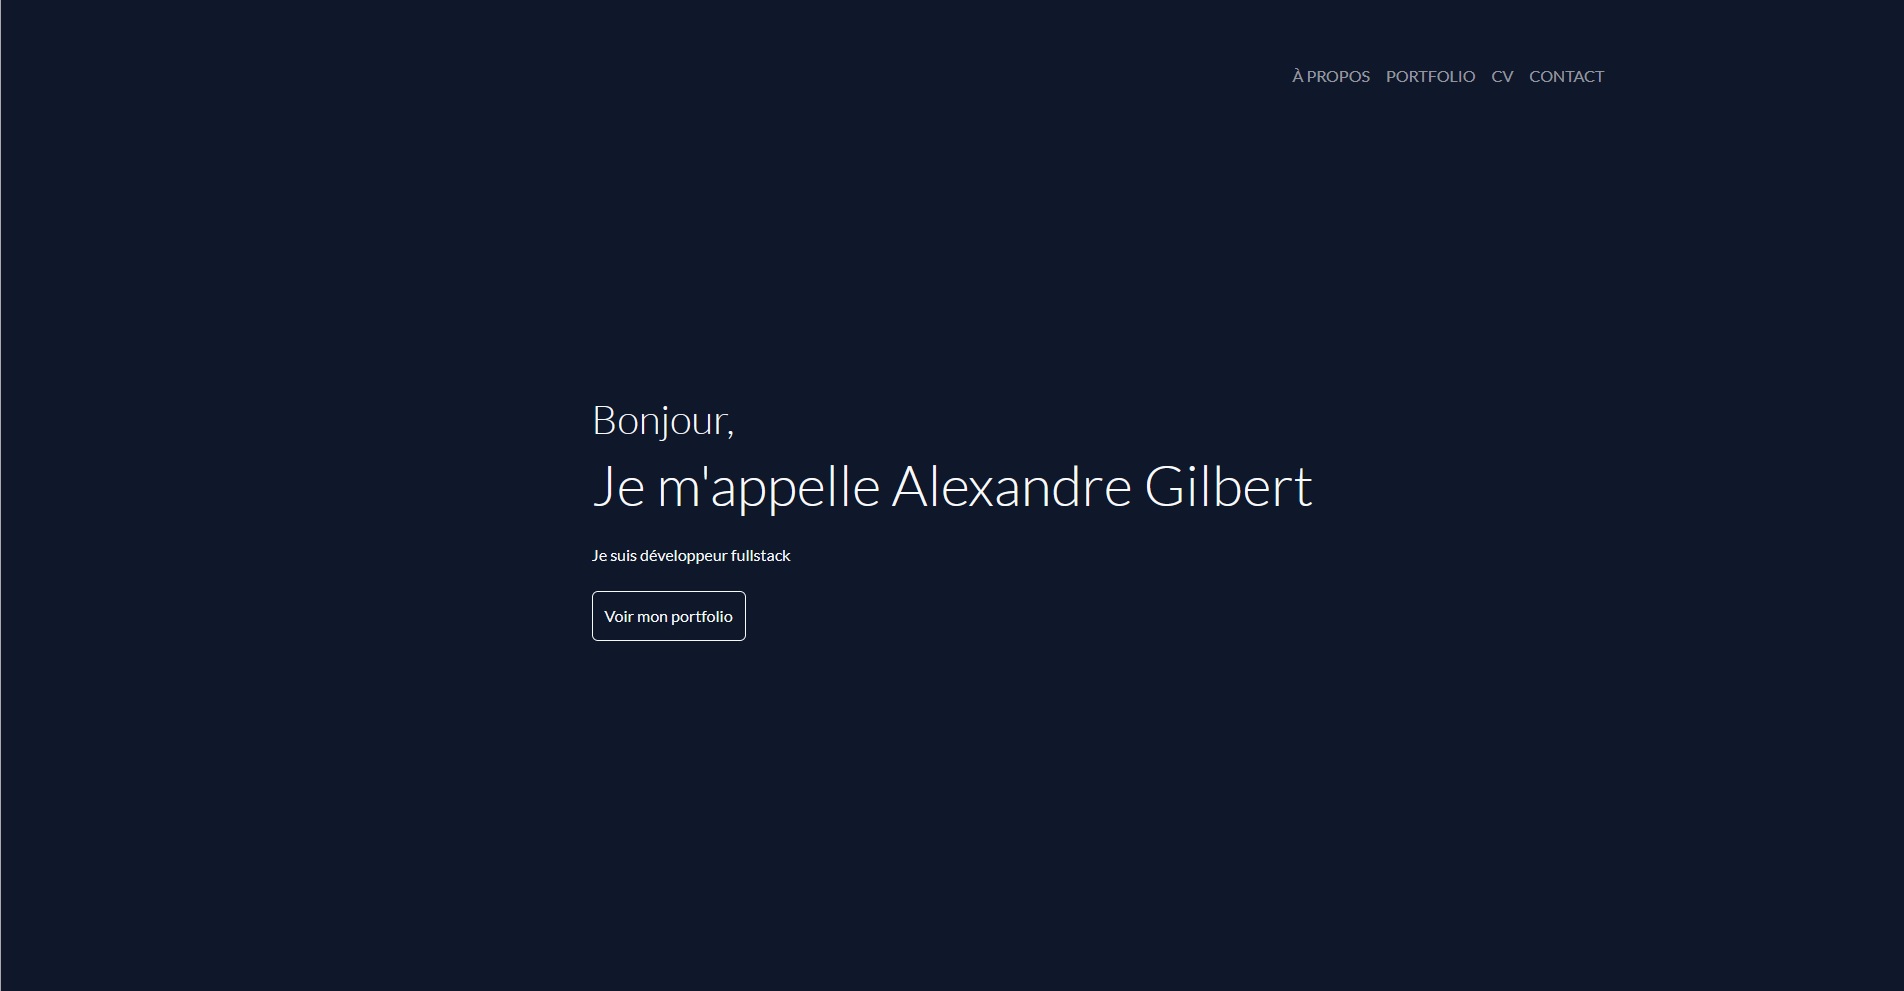 À PROPOS PORTFOLIO CV CONTACT
Bonjour,
Je m'appelle Alexandre Gilbert
Je suis développeur fullstack
Voir mon portfolio